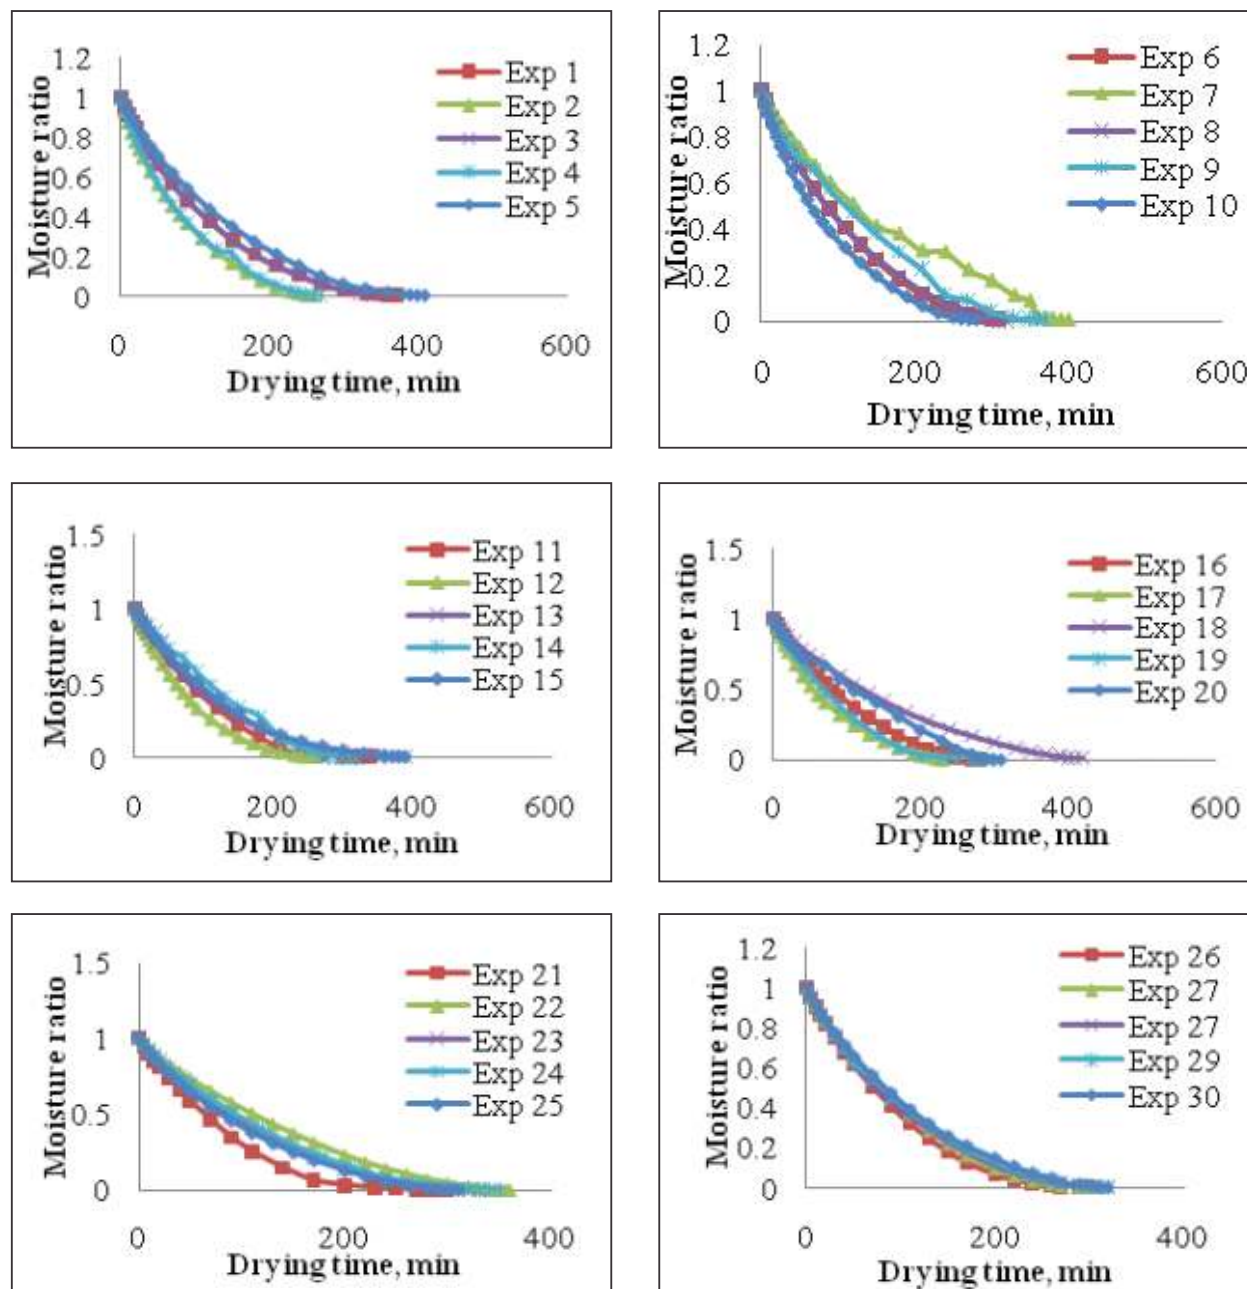 Moisture ratio
1.2
1
0.8
0.6
0.4
0.2
0
0 200 400 600
Drying time, min
Exp 1
Exp 2
Exp 3
Exp 4
Exp 5
Moisture ratio
1.2
1
0.8
0.6
0.4
0.2
0
0 200 400 600
Drying time, min
Exp 6
Exp 7
Exp 8
Exp 9
Exp 10
Moisture ratio
1.5
1
0.5
0
0 200 400 600
Drying time, min
Exp 11
Exp 12
Exp 13
Exp 14
Exp 15
Moisture ratio
1.5
1
0.5
0
0 200 400 600
Drying time, min
Exp 16
Exp 17
Exp 18
Exp 19
Exp 20
Moisture ratio
1.5
1
0.5
0
0 200 400
Drying time, min
Exp 21
Exp 22
Exp 23
Exp 24
Exp 25
Moisture ratio
1.2
1
0.8
0.6
0.4
0.2
0
0 200 400
Drying time, min
Exp 26
Exp 27
Exp 27
Exp 29
Exp 30